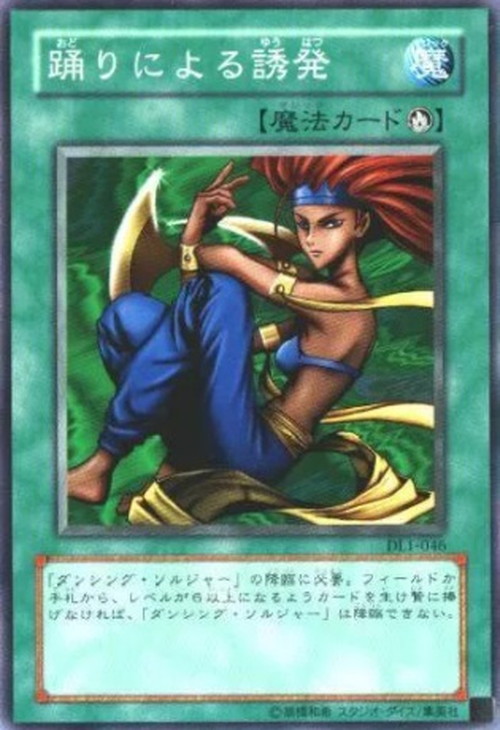 踊りによる誘発
魔
【魔法カード】
DL1-046
「ダンシング・ソルジャー」の降臨に必要。フィールドか
手札から、レベルが6以上になるようカードを生け贄に捧
げなければ、「ダンシング・ソルジャー」は降臨できない。
©高橋和希 スタジオ・ダイス/集英社